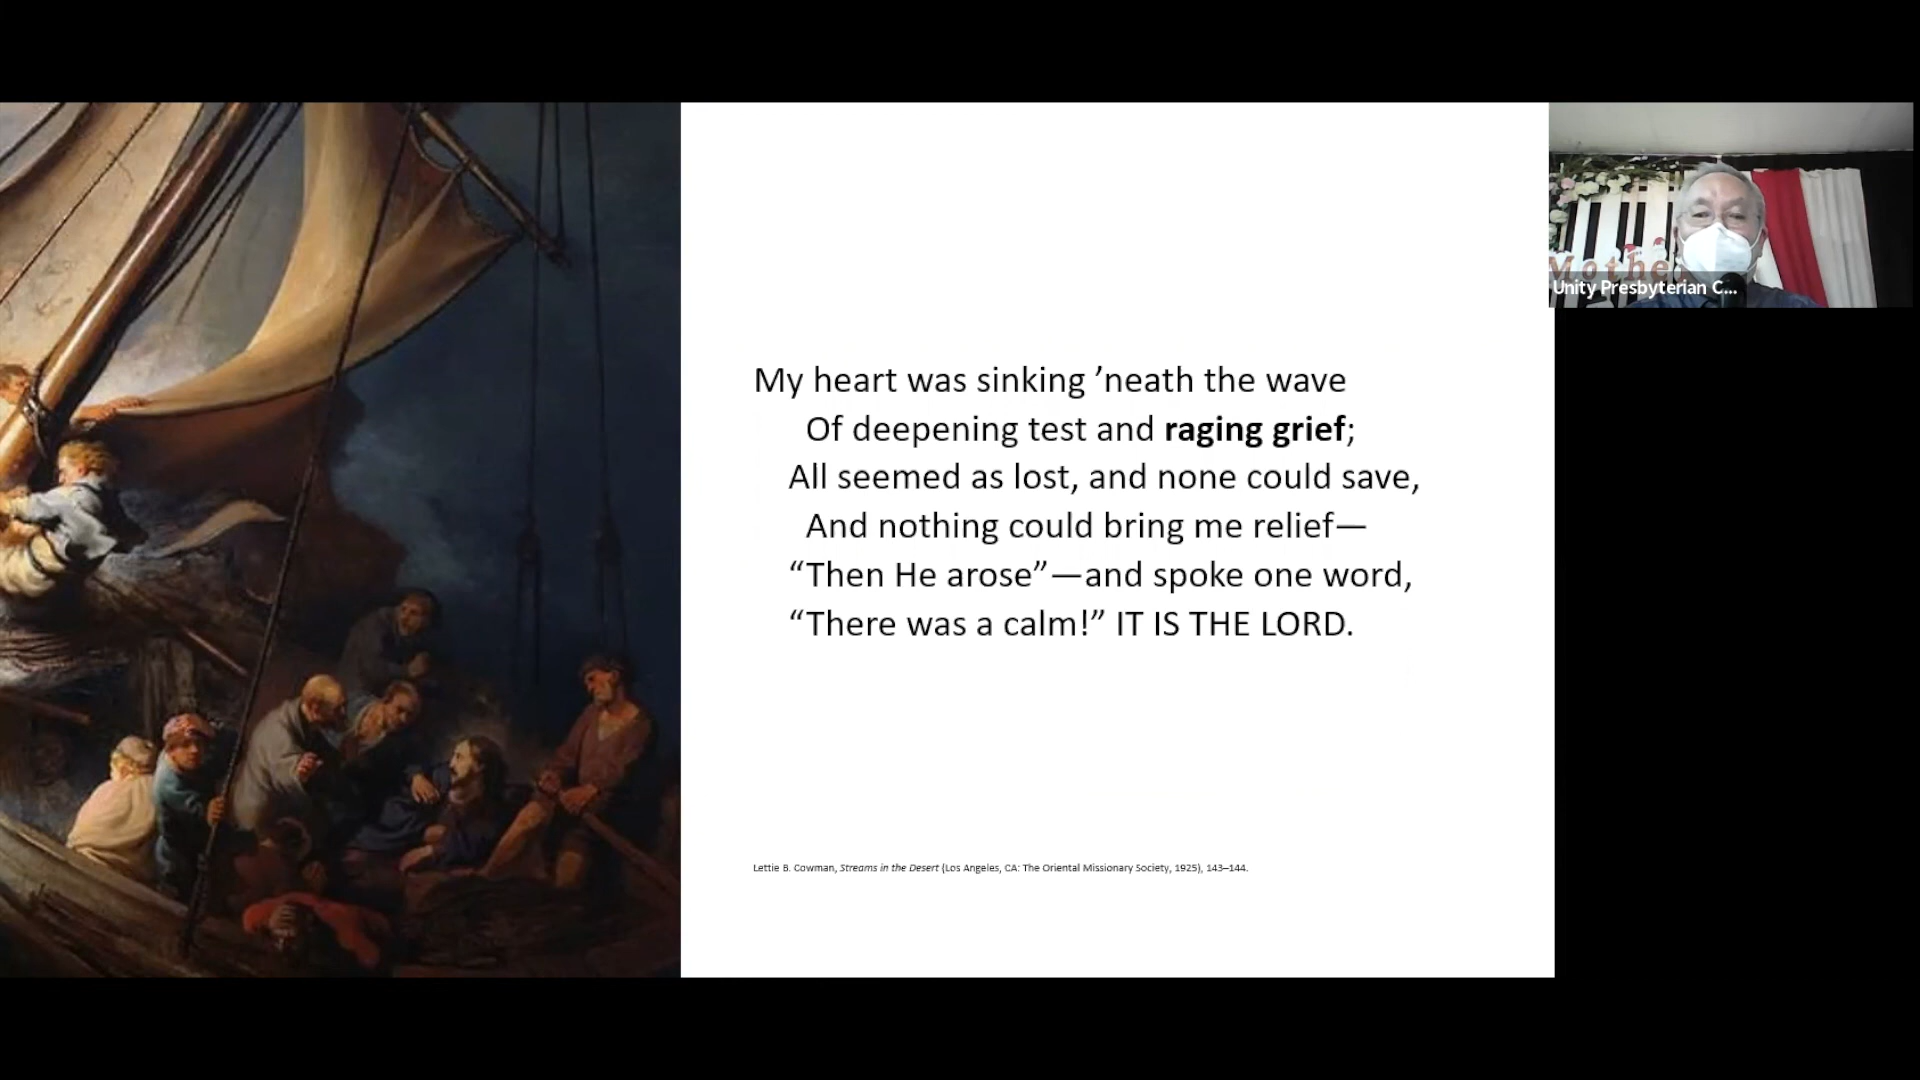 My heart was sinking ’neath the wave
Of deepening test and raging grief;
All seemed as lost, and none could save,
And nothing could bring me relief—
“Then He arose”—and spoke one word,
“There was a calm!” IT IS THE LORD.
Lettie B. Cowman, Streams in the Desert (Los Angeles, CA: The Oriental Missionary Society, 1925), 143–144.
Mothe
Unity Presbyterian C...